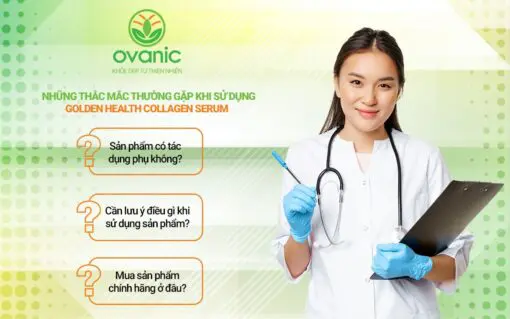 ovanic
KHỎE ĐẸP TỪ THIÊN NHIÊN
NHỮNG THẮC MẮC THƯỜNG GẶP KHI SỬ DỤNG
GOLDEN HEALTH COLLAGEN SERUM
? Sản phẩm có tác
dụng phụ không?
? Cần lưu ý điều gì khi
sử dụng sản phẩm?
? Mua sản phẩm
chính hãng ở đâu?